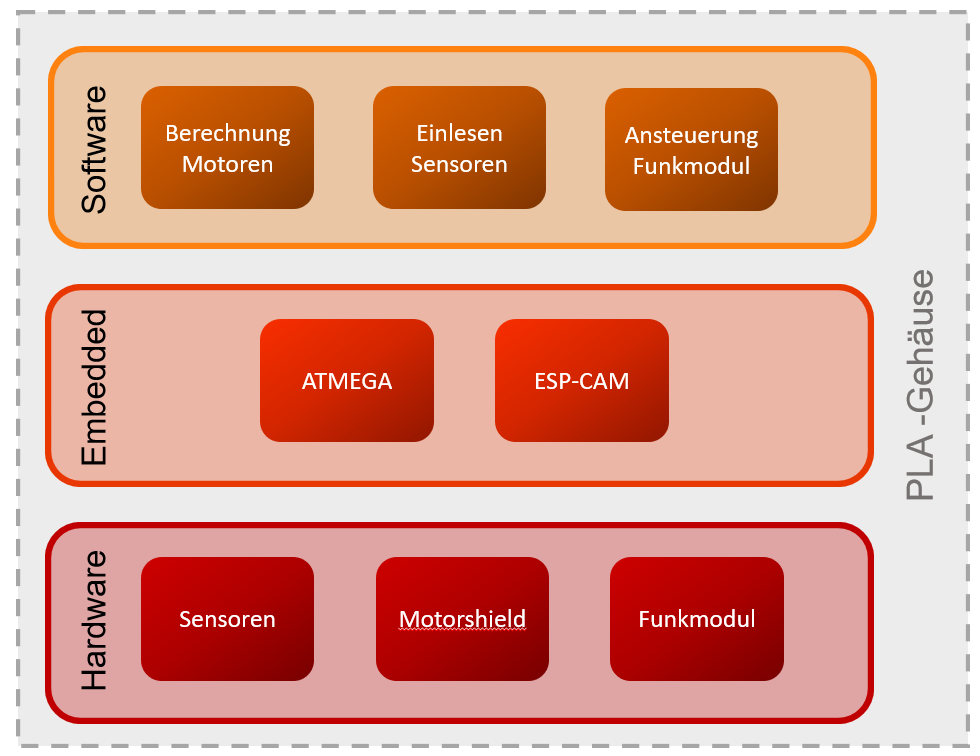 Software
Berechnung
Motoren
Einlesen
Sensoren
Ansteuerung
Funkmodul
Embedded
ATMEGA
ESP-CAM
Hardware
Sensoren
Motorshield
Funkmodul
PLA -Gehäuse